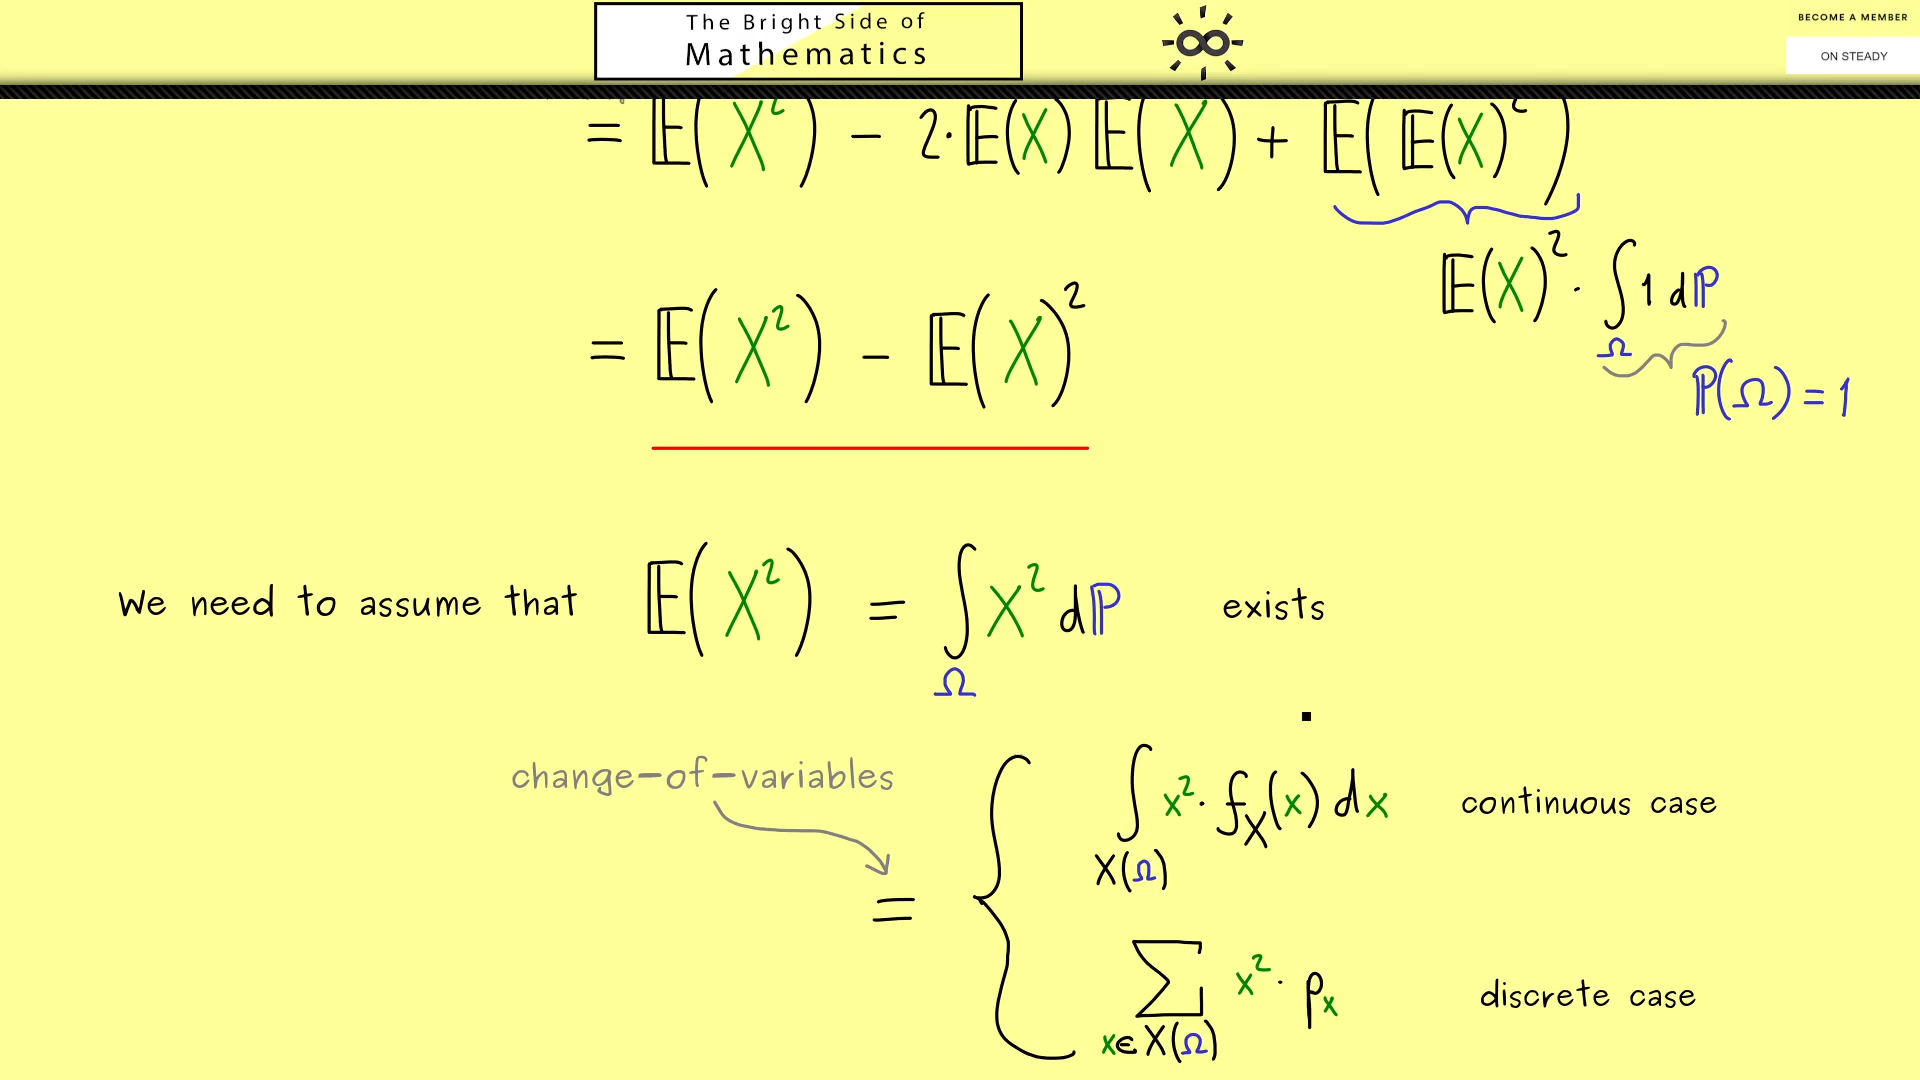 The Bright Side of
Mathematics
BECOME A MEMBER
ON STEADY
= 𝔼(X²) − 2·𝔼(X) 𝔼(X) + 𝔼(𝔼(X)²)
𝔼(X)² · ∫_Ω 1 dℙ
ℙ(Ω) = 1
= 𝔼(X²) − 𝔼(X)²
We need to assume that 𝔼(X²) = ∫_Ω X² dℙ exists
change-of-variables
= { ∫_{X(Ω)} x² · f_X(x) dx continuous case
∑_{x∈X(Ω)} x² · p_x discrete case